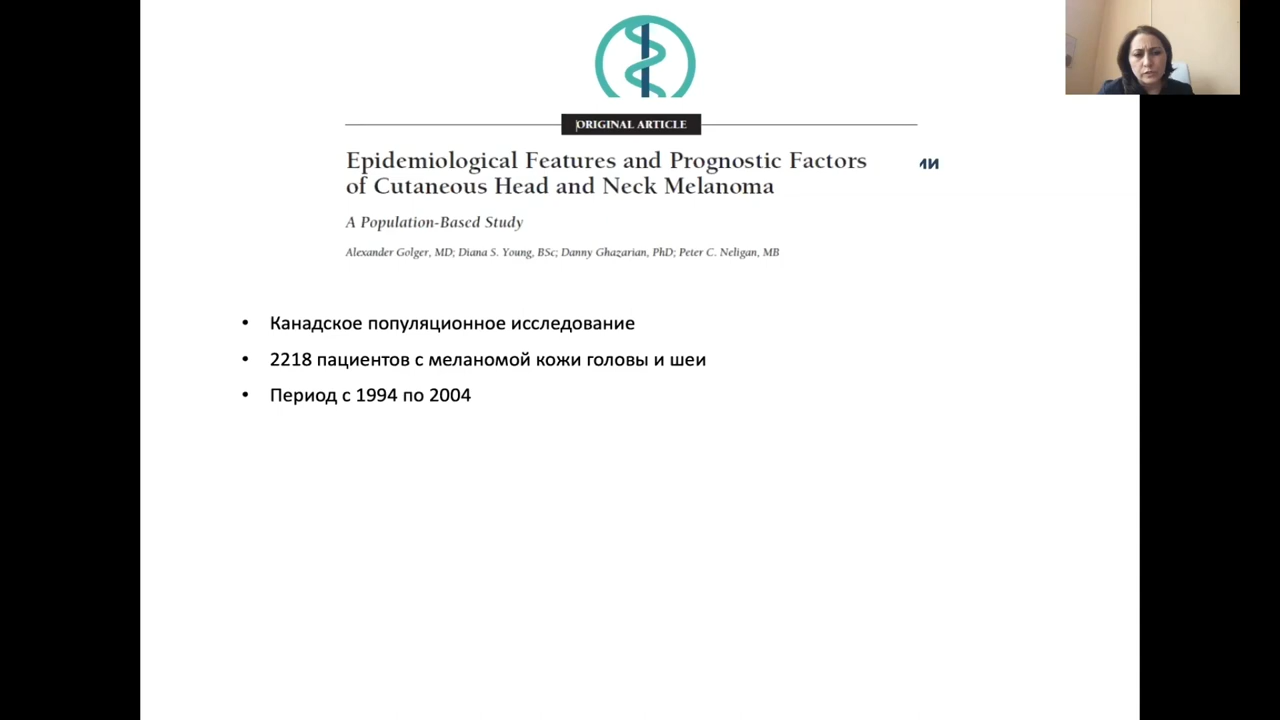 ORIGINAL ARTICLE
Epidemiological Features and Prognostic Factors
of Cutaneous Head and Neck Melanoma
A Population-Based Study
Alexander Golger, MD; Diana S. Young, BSc; Danny Ghazarian, PhD; Peter C. Neligan, MB
• Канадское популяционное исследование
• 2218 пациентов с меланомой кожи головы и шеи
• Период с 1994 по 2004